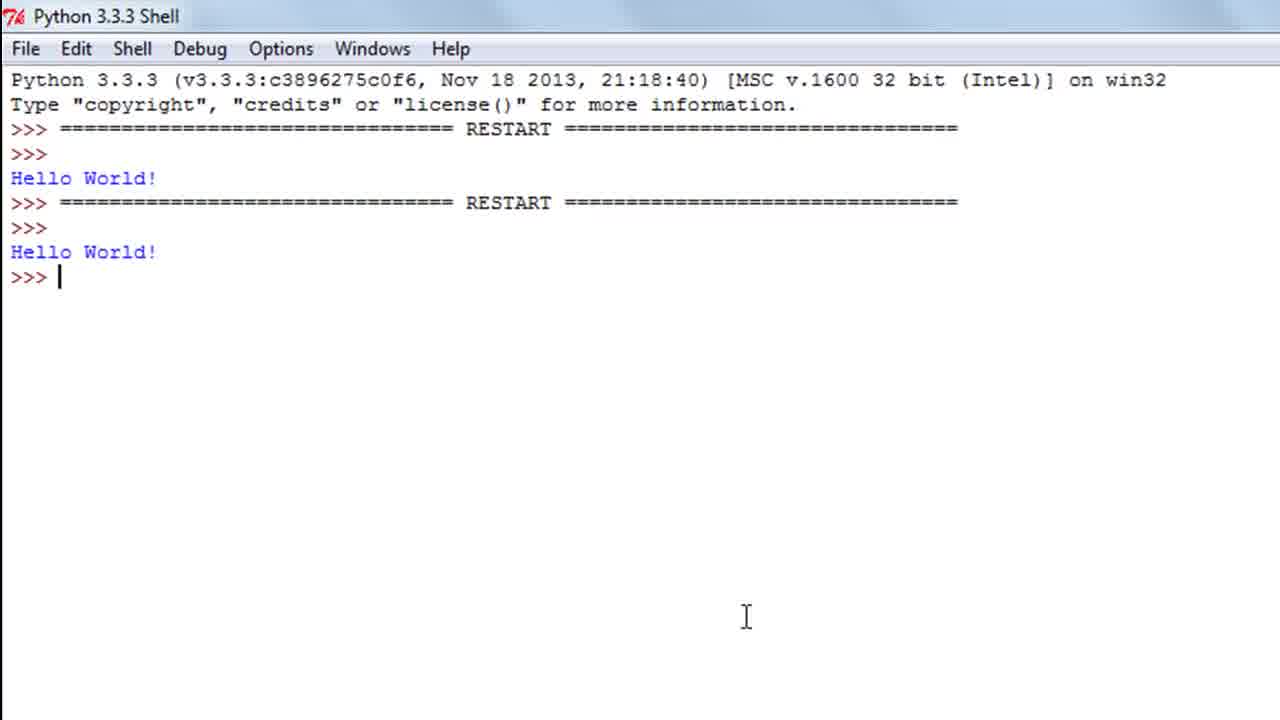 Python 3.3.3 Shell
File Edit Shell Debug Options Windows Help
Python 3.3.3 (v3.3.3:c3896275c0f6, Nov 18 2013, 21:18:40) [MSC v.1600 32 bit (Intel)] on win32
Type "copyright", "credits" or "license()" for more information.
>>> ================================ RESTART ================================
>>>
Hello World!
>>> ================================ RESTART ================================
>>>
Hello World!
>>>